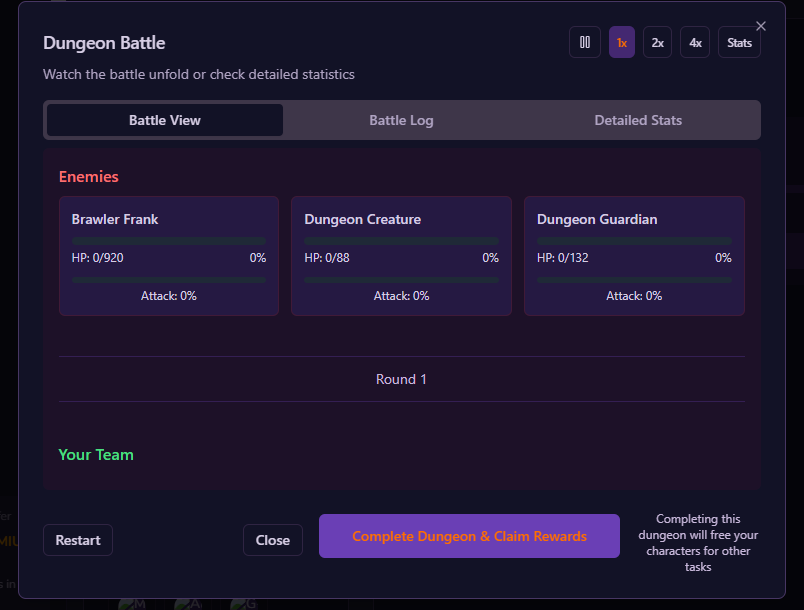 Dungeon Battle
1x 2x 4x Stats
Watch the battle unfold or check detailed statistics
Battle View Battle Log Detailed Stats
Enemies
Brawler Frank Dungeon Creature Dungeon Guardian
HP: 0/920 0% HP: 0/88 0% HP: 0/132 0%
Attack: 0% Attack: 0% Attack: 0%
Round 1
Your Team
Restart Close Complete Dungeon & Claim Rewards
Completing this
dungeon will free your
characters for other
tasks